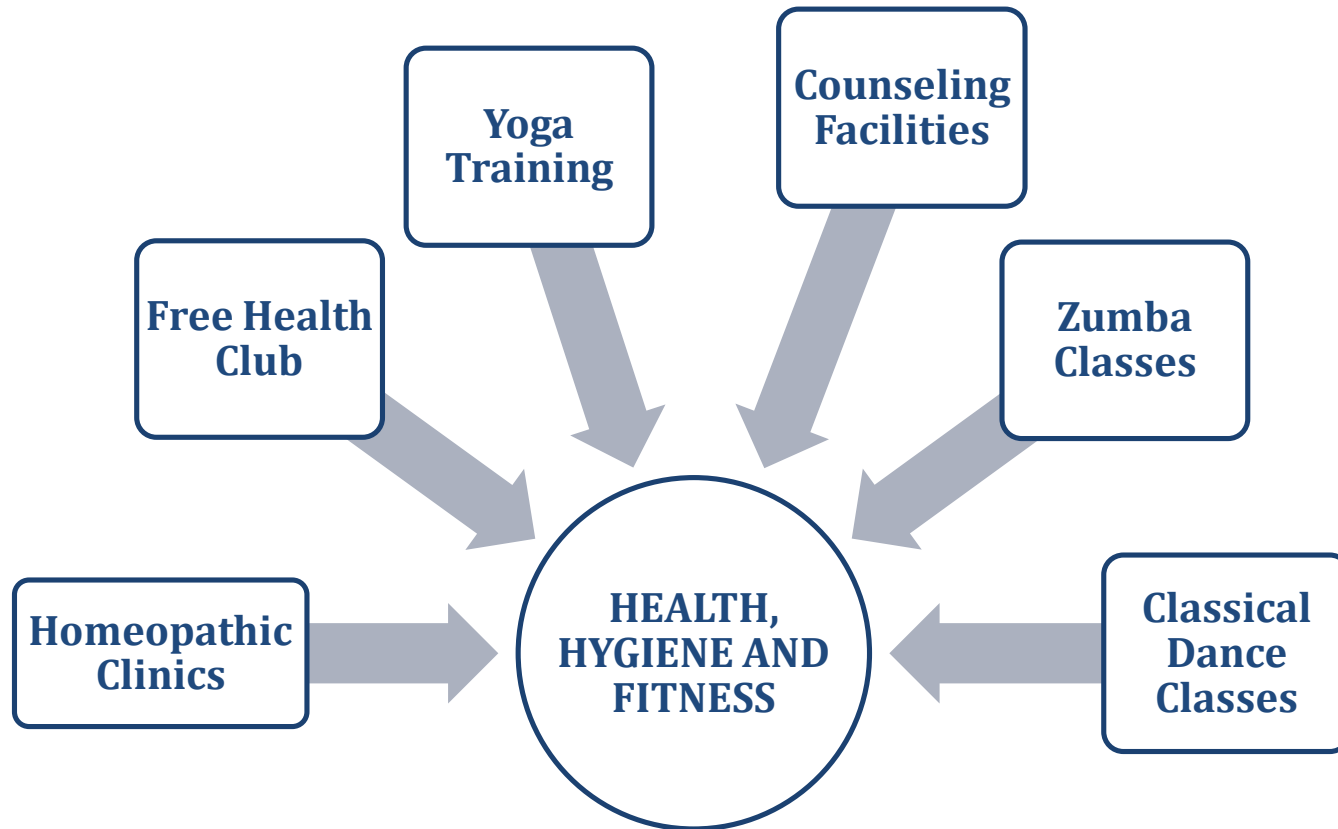 Counseling
Facilities
Yoga
Training
Free Health
Club
Zumba
Classes
Homeopathic
Clinics
HEALTH,
HYGIENE AND
FITNESS
Classical
Dance
Classes